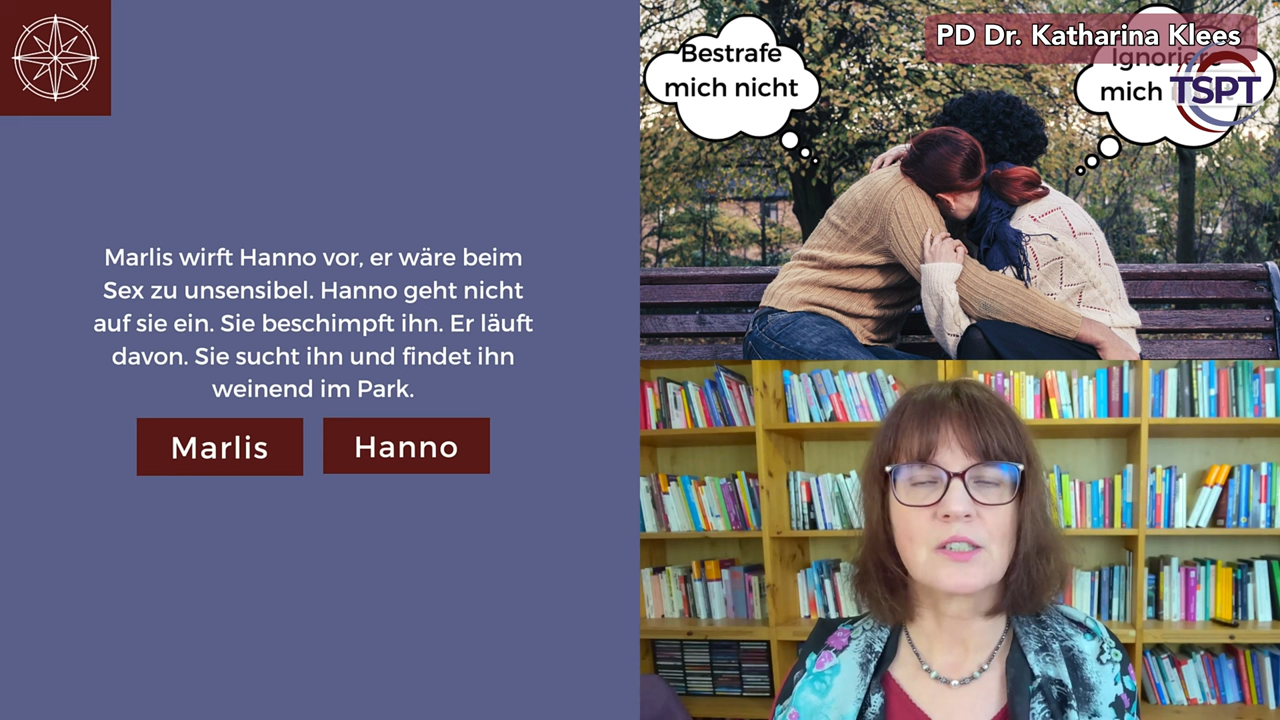 Marlis wirft Hanno vor, er wäre beim
Sex zu unsensibel. Hanno geht nicht
auf sie ein. Sie beschimpft ihn. Er läuft
davon. Sie sucht ihn und findet ihn
weinend im Park.
Marlis
Hanno
Bestrafe
mich nicht
PD Dr. Katharina Klees
mich
TSPT